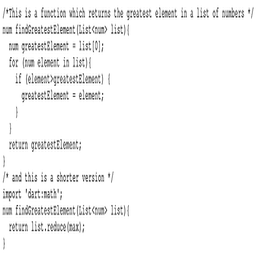 /*This is a function which returns the greatest element in a list of numbers */
num findGreatestElement(List<num> list){
  num greatestElement = list[0];
  for (num element in list){
    if (element>greatestElement) {
      greatestElement = element;
    }
  }
  return greatestElement;
}
/* and this is a shorter version */
import 'dart:math';
num findGreatestElement(List<num> list){
  return list.reduce(max);
}